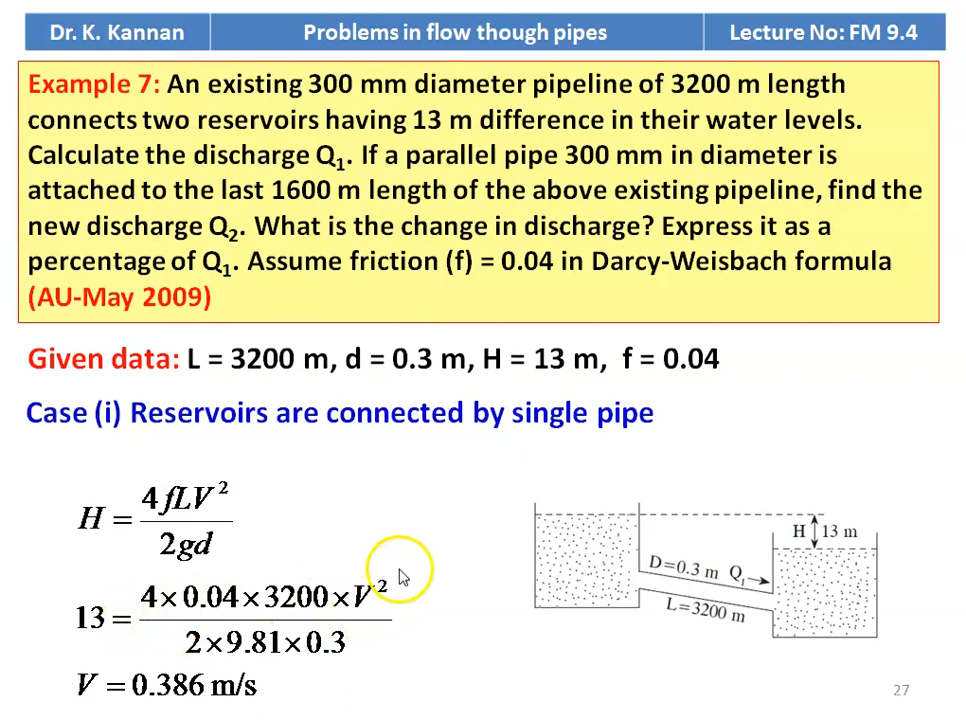 Dr. K. Kannan
Problems in flow though pipes
Lecture No: FM 9.4
Example 7: An existing 300 mm diameter pipeline of 3200 m length
connects two reservoirs having 13 m difference in their water levels.
Calculate the discharge Q₁. If a parallel pipe 300 mm in diameter is
attached to the last 1600 m length of the above existing pipeline, find the
new discharge Q₂. What is the change in discharge? Express it as a
percentage of Q₁. Assume friction (f) = 0.04 in Darcy-Weisbach formula
(AU-May 2009)
Given data: L = 3200 m, d = 0.3 m, H = 13 m, f = 0.04
Case (i) Reservoirs are connected by single pipe
H = 4fLV² / 2gd
13 = 4×0.04×3200×V² / 2×9.81×0.3
V = 0.386 m/s
H 13 m
D=0.3 m Q₁
L=3200 m
27